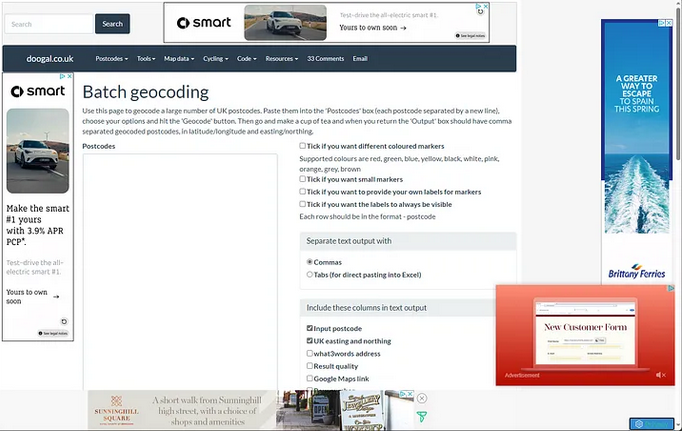 Search
Search
smart
Test-drive the all-electric smart #1.
Yours to own soon →
See legal notes
doogal.co.uk
Postcodes
Tools
Map data
Cycling
Code
Resources
33 Comments
Email
smart
Make the smart
#1 yours
with 3.9% APR
PCP*.
Test-drive the all-
electric smart #1.
Yours to own
soon →
See legal notes
Batch geocoding
Use this page to geocode a large number of UK postcodes. Paste them into the 'Postcodes' box (each postcode separated by a new line),
choose your options and hit the 'Geocode' button. Then go and make a cup of tea and when you return the 'Output' box should have comma
separated geocoded postcodes, in latitude/longitude and easting/northing.
Postcodes
Tick if you want different coloured markers
Supported colours are red, green, blue, yellow, black, white, pink,
orange, grey, brown
Tick if you want small markers
Tick if you want to provide your own labels for markers
Tick if you want the labels to always be visible
Each row should be in the format - postcode
Separate text output with
Commas
Tabs (for direct pasting into Excel)
Include these columns in text output
Input postcode
UK easting and northing
what3words address
Result quality
Google Maps link
A GREATER
WAY TO
ESCAPE
TO SPAIN
THIS SPRING
Brittany Ferries
New Customer Form
Advertisement
SUNNINGHILL
SQUARE
A short walk from Sunninghill
high street, with a choice of
shops and amenities
OPEN